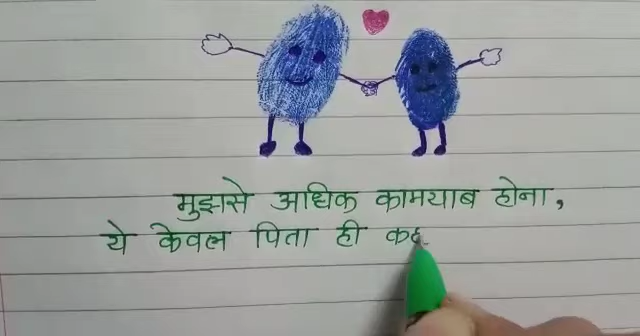 मुझसे अधिक कामयाब होना,
ये केवल पिता ही